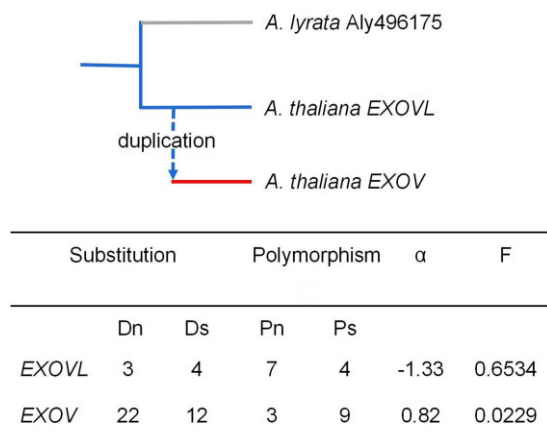 A. lyrata Aly496175
A. thaliana EXOVL
duplication
A. thaliana EXOV
Substitution Polymorphism α F
Dn Ds Pn Ps
EXOVL 3 4 7 4 -1.33 0.6534
EXOV 22 12 3 9 0.82 0.0229